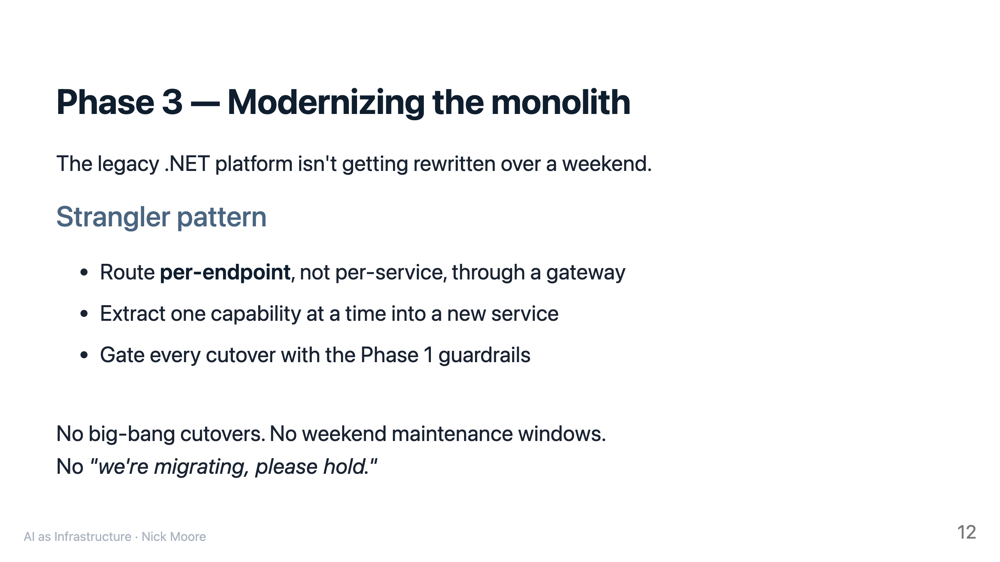 Phase 3 — Modernizing the monolith
The legacy .NET platform isn't getting rewritten over a weekend.
Strangler pattern
• Route per-endpoint, not per-service, through a gateway
• Extract one capability at a time into a new service
• Gate every cutover with the Phase 1 guardrails
No big-bang cutovers. No weekend maintenance windows.
No "we're migrating, please hold."
AI as Infrastructure · Nick Moore
12